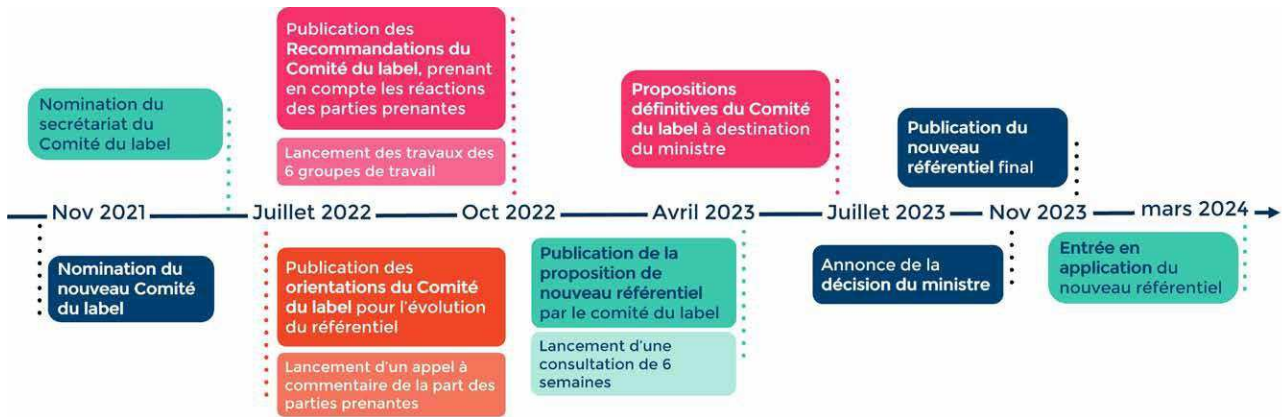 Publication des
Recommandations du
Comité du label, prenant
en compte les réactions
des parties prenantes
Nomination du
secrétariat du
Comité du label
Lancement des travaux des
6 groupes de travail
Propositions
définitives du Comité
du label à destination
du ministre
Publication du
nouveau
référentiel final
Nov 2021
Juillet 2022
Oct 2022
Avril 2023
Juillet 2023
Nov 2023
mars 2024
Nomination du
nouveau Comité
du label
Publication des
orientations du Comité
du label pour l'évolution
du référentiel
Lancement d'un appel à
commentaire de la part des
parties prenantes
Publication de la
proposition de
nouveau référentiel
par le comité du label
Lancement d'une
consultation de 6
semaines
Annonce de la
décision du ministre
Entrée en
application du
nouveau référentiel